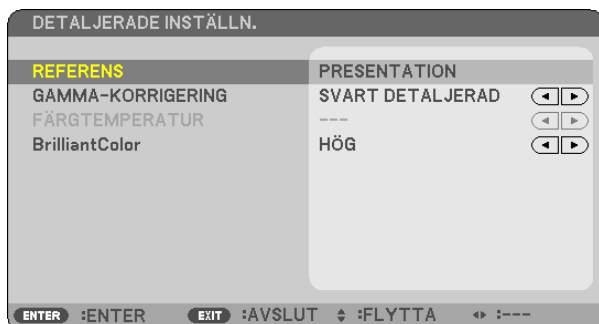 DETALJERADE INSTÄLLN.
REFERENS PRESENTATION
GAMMA-KORRIGERING SVART DETALJERAD
FÄRGTEMPERATUR ---
BrilliantColor HÖG
ENTER :ENTER EXIT :AVSLUT :FLYTTA :---